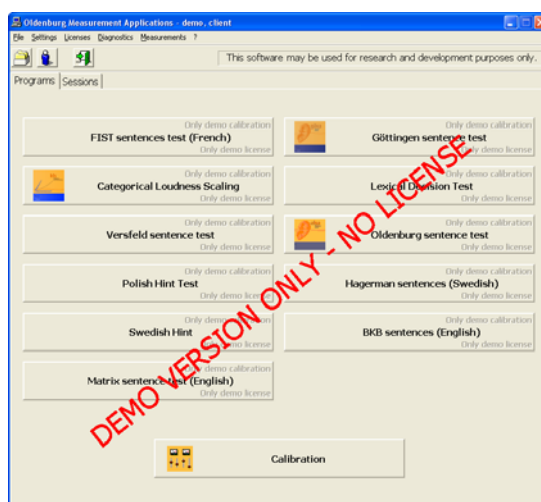 Oldenburg Measurement Applications - demo, client
File Settings Licenses Diagnostics Measurements ?
This software may be used for research and development purposes only.
Programs Sessions
Only demo calibration
FIST sentences test (French)
Only demo license
Only demo calibration
Göttingen sentence test
Only demo license
Only demo calibration
Categorical Loudness Scaling
Only demo license
Only demo calibration
Lexical Decision Test
Only demo license
Only demo calibration
Versfeld sentence test
Only demo license
Only demo calibration
Oldenburg sentence test
Only demo license
Only demo calibration
Polish Hint Test
Only demo license
Only demo calibration
Hagerman sentences (Swedish)
Only demo license
Only demo calibration
Swedish Hint
Only demo license
Only demo calibration
BKB sentences (English)
Only demo license
Only demo calibration
Matrix sentence test (English)
Only demo license
Calibration
DEMO VERSION ONLY - NO LICENSE